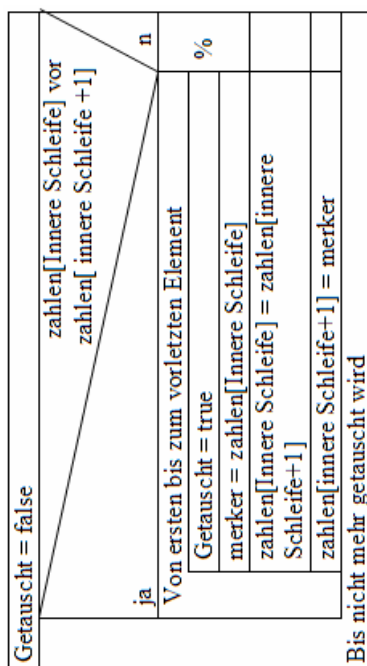 Getauscht = false
zahlen[Innere Schleife] vor
zahlen[ innere Schleife +1]
ja
n
Von ersten bis zum vorletzten Element
%
Getauscht = true
merker = zahlen[Innere Schleife]
zahlen[Innere Schleife] = zahlen[innere
Schleife+1]
zahlen[innere Schleife+1] = merker
Bis nicht mehr getauscht wird